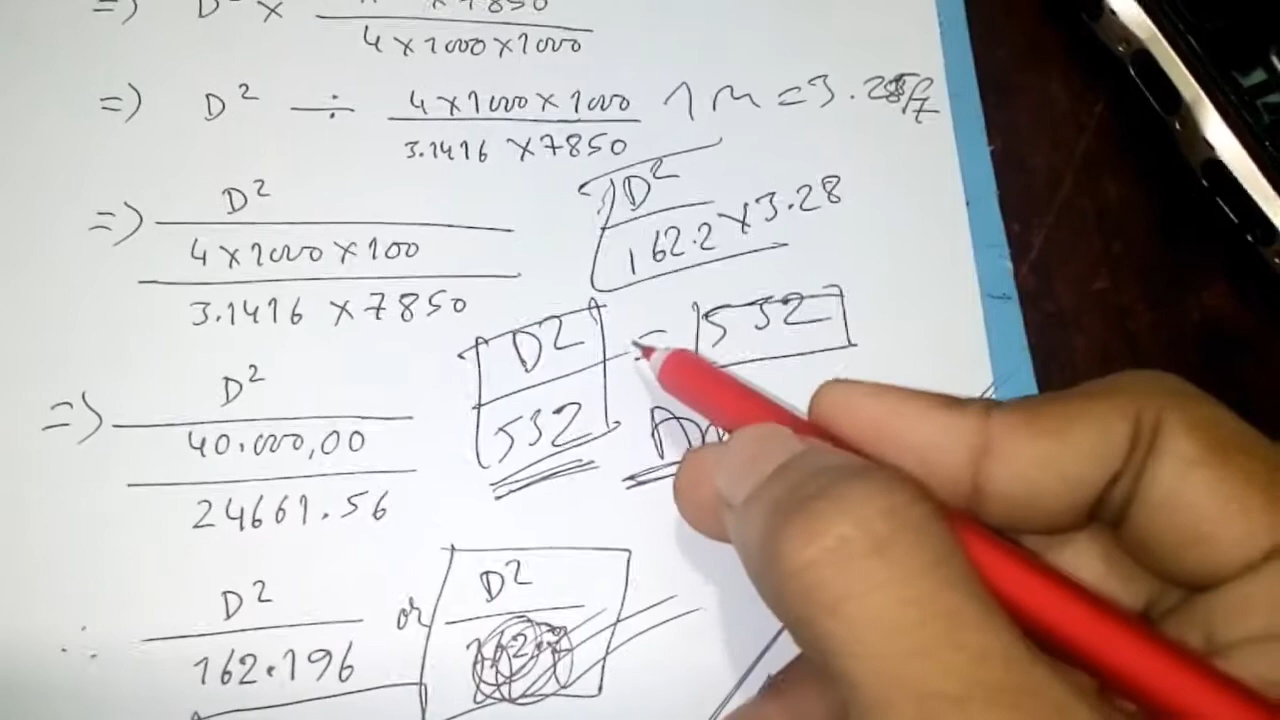 =) D² × × 7850
4×1000×1000
=) D² ÷ 4×1000×1000 1 m = 3.28 ft
3.1416 ×7850
=) D²
4×1000×100
3.1416 ×7850
D²
162.2×3.28
D2 = 532
532
=) D²
40.000,00
24661.56
∴ D² or D²
162.196